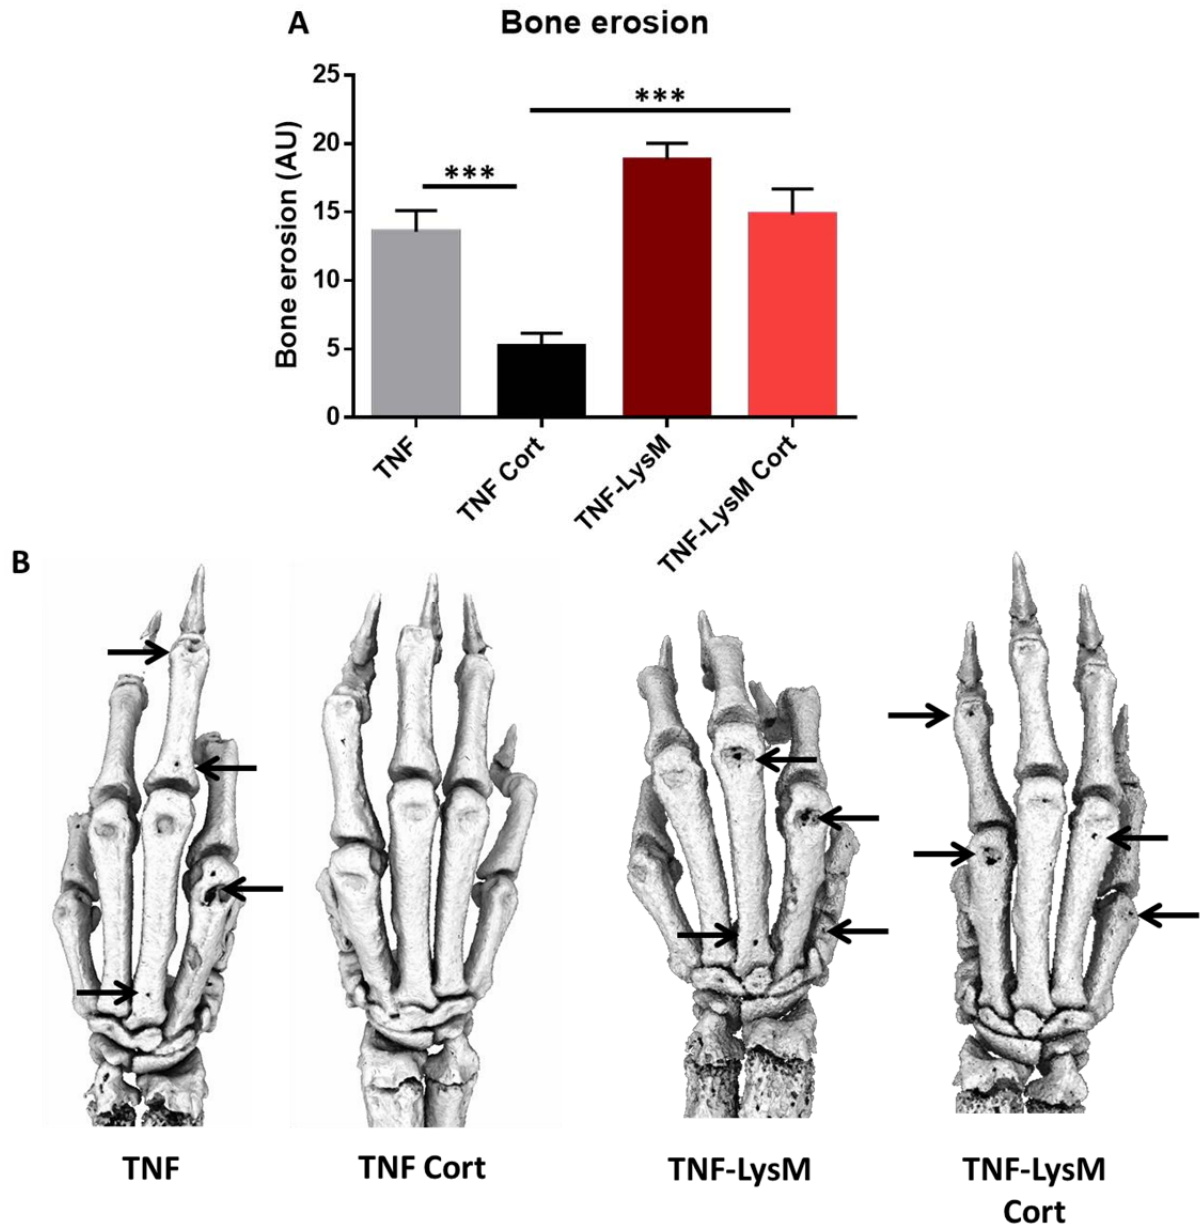 A
Bone erosion
Bone erosion (AU)
25
20
15
10
5
0
***
***
TNF
TNF Cort
TNF-LysM
TNF-LysM Cort
B
TNF
TNF Cort
TNF-LysM
TNF-LysM
Cort